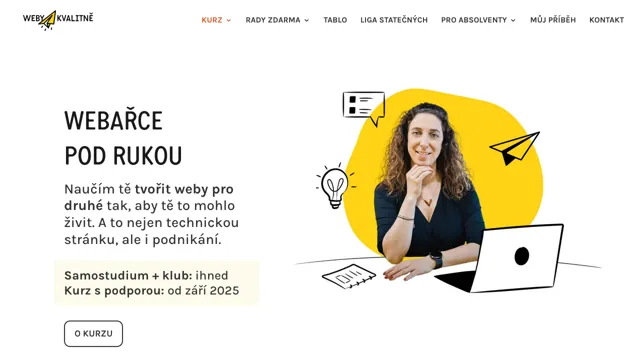 WEBY KVALITNĚ
KURZ
RADY ZDARMA
TABLO
LIGA STATEČNÝCH
PRO ABSOLVENTY
MŮJ PŘÍBĚH
KONTAKT
WEBAŘCE
POD RUKOU
Naučím tě tvořit weby pro
druhé tak, aby tě to mohlo
živit. A to nejen technickou
stránku, ale i podnikání.
Samostudium + klub: ihned
Kurz s podporou: od září 2025
O KURZU